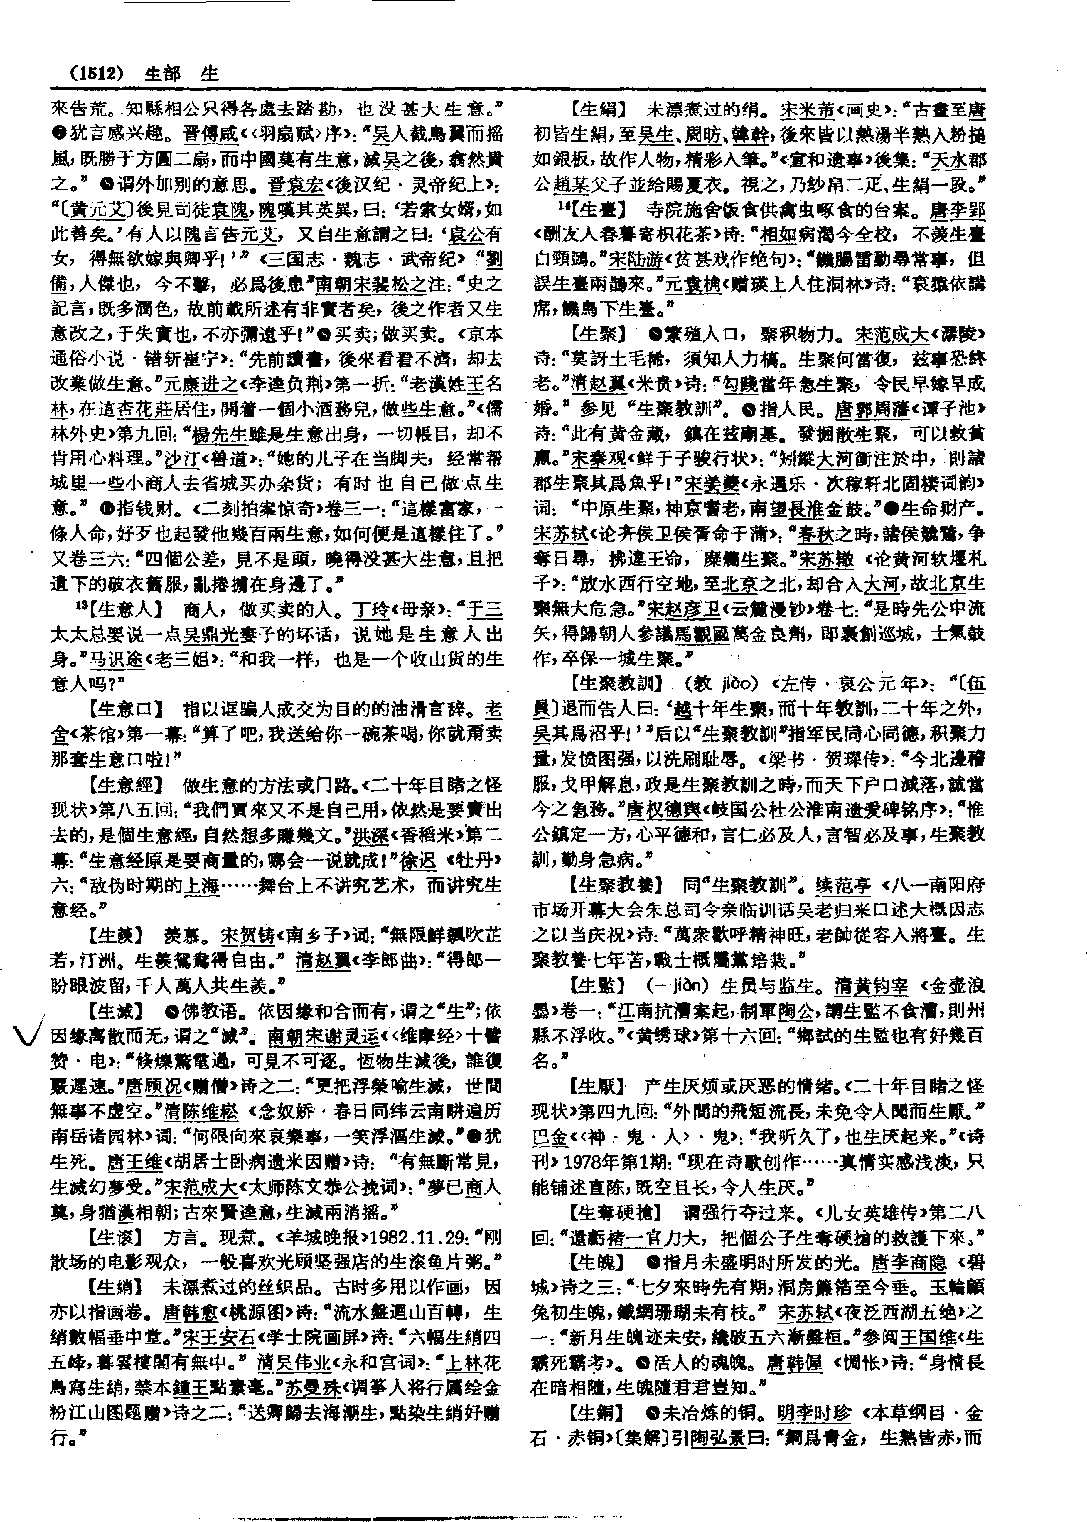 (1512) 生部 生
來告荒。知縣相公只得各處去踏勘，也没甚大生意。”
❸犹言感兴趣。晋傅咸《〈羽扇赋〉序》：“吴人截鳥翼而摇
風，既勝于方圓二扇，而中國莫有生意，滅吴之後，翕然貴
之。” ❾谓外加别的意思。晋袁宏《後汉纪·灵帝纪上》：
“〔黄元艾〕後見司徒袁隗，隗嘆其英異，曰：‘若索女婿，如
此善矣。’有人以隗言告元艾，又自生意謂之曰：‘袁公有
女，得無欲嫁與卿乎！’” 《三国志·魏志·武帝纪》“劉
備，人傑也，今不擊，必爲後患”南朝宋裴松之注：“史之
記言，既多潤色，故前載所述有非實者矣，後之作者又生
意改之，于失實也，不亦彌遠乎！”❿买卖；做买卖。《京本
通俗小说·错斩崔宁》：“先前讀書，後來看看不濟，却去
改業做生意。”元康进之《李逵负荆》第一折：“老漢姓王名
林，在這杏花莊居住，開着一個小酒務兒，做些生意。”《儒
林外史》第九回：“楊先生雖是生意出身，一切帳目，却不
肯用心料理。”沙汀《兽道》：“她的儿子在当脚夫，经常帮
城里一些小商人去省城买办杂货；有时也自己做点生
意。” ⓫指钱财。《二刻拍案惊奇》卷三一：“這樣富家，一
條人命，好歹也起發他幾百兩生意，如何便是這樣住了。”
又卷三六：“四個公差，見不是頭，曉得没甚大生意，且把
遺下的破衣舊服，亂捲擄在身邊了。”
¹³【生意人】 商人，做买卖的人。丁玲《母亲》：“于三
太太总要说一点吴鼎光妻子的坏话，说她是生意人出
身。”马识途《老三姐》：“和我一样，也是一个收山货的生
意人吗？”
【生意口】 指以诓骗人成交为目的的油滑言辞。老
舍《茶馆》第一幕：“算了吧，我送给你一碗茶喝，你就甭卖
那套生意口啦！”
【生意經】 做生意的方法或门路。《二十年目睹之怪
现状》第八五回：“我們買來又不是自己用，依然是要賣出
去的，是個生意經，自然想多賺幾文。”洪深《香稻米》第二
幕：“生意经原是要商量的，哪会一说就成！”徐迟《牡丹》
六：“敌伪时期的上海……舞台上不讲究艺术，而讲究生
意经。”
【生羨】 羡慕。宋贺铸《南乡子》词：“無限鲜飆吹芷
若，汀洲。生羨鴛鴦得自由。” 清赵翼《李郎曲》：“得郎一
盼眼波留，千人萬人共生羨。”
【生滅】 ❶佛教语。依因缘和合而有，谓之“生”；依
因缘离散而无，谓之“滅”。南朝宋谢灵运《〈维摩经〉十譬
赞·电》：“倏爍驚電過，可見不可逐。恆物生滅後，誰復
覈遲速。”唐顾况《赠僧》诗之二：“更把浮榮喻生滅，世間
無事不虚空。”清陈维崧《念奴娇·春日同纬云南畊遍历
南岳诸园林》词：“何限向來哀樂事，一笑浮漚生滅。”❷犹
生死。唐王维《胡居士卧病遗米因赠》诗：“有無斷常見，
生滅幻夢受。”宋范成大《太师陈文恭公挽词》：“夢已商人
奠，身猶漢相朝；古來賢達意，生滅兩消摇。”
【生滚】 方言。现煮。《羊城晚报》1982.11.29：“刚
散场的电影观众，一般喜欢光顾坚强店的生滚鱼片粥。”
【生綃】 未漂煮过的丝织品。古时多用以作画，因
亦以指画卷。唐韩愈《桃源图》诗：“流水盤迴山百轉，生
綃數幅垂中堂。”宋王安石《学士院画屏》诗：“六幅生綃四
五峰，暮雲樓閣有無中。” 清吴伟业《永和宫词》：“上林花
鳥寫生綃，禁本鍾王點素毫。”苏曼殊《调筝人将行属绘金
粉江山图题赠》诗之二：“送卿歸去海潮生，點染生綃好贈
行。”
【生絹】 未漂煮过的绢。宋米芾《画史》：“古畫至唐
初皆生絹，至吴生、周昉、韓幹，後來皆以熱湯半熟入粉搥
如銀板，故作人物，精彩入筆。”《宣和遗事》後集：“天水郡
公趙某父子並給賜夏衣。視之，乃紗帛二疋、生絹一段。”
¹⁴【生臺】 寺院施舍饭食供禽虫啄食的台案。唐李郢
《酬友人春暮寄枳花茶》诗：“相如病渴今全校，不羨生臺
白頸鴉。”宋陆游《贫甚戏作绝句》：“饑腸雷動尋常事，但
誤生臺兩鵲來。”元袁桷《赠瑛上人住洞林》诗：“哀猿依講
席，饑鳥下生臺。”
【生聚】 ❶繁殖人口，聚积物力。宋范成大《潺陵》
诗：“莫訝土毛稀，須知人力槁。生聚何當復，兹事恐終
老。”清赵翼《米贵》诗：“勾踐當年急生聚，令民早嫁早成
婚。”参见“生聚教訓”。❷指人民。唐郭周藩《谭子池》
诗：“此有黄金藏，鎮在兹廟基。發掘散生聚，可以救貧
羸。”宋秦观《鲜于子骏行状》：“矧縱大河衝注於中，則諸
郡生聚其爲魚乎！”宋姜夔《永遇乐·次稼轩北固楼词韵》
词：“中原生聚，神京耆老，南望長淮金鼓。”❸生命财产。
宋苏轼《论齐侯卫侯胥命于蒲》：“春秋之時，諸侯競騖，争
奪日尋，拂違王命，糜爛生聚。”宋苏辙《论黄河软堰札
子》：“放水西行空地，至北京之北，却合入大河，故北京生
聚無大危急。”宋赵彦卫《云麓漫钞》卷七：“是時先公中流
矢，得歸朝人參議馬觀國萬金良劑，即裹創巡城，士氣鼓
作，卒保一城生聚。”
【生聚教訓】 （教 jiào）《左传·哀公元年》：“〔伍
員〕退而告人曰：‘越十年生聚，而十年教訓，二十年之外，
吴其爲沼乎！’”后以“生聚教訓”指军民同心同德，积聚力
量，发愤图强，以洗刷耻辱。《梁书·贺琛传》：“今北邊稽
服，戈甲解息，政是生聚教訓之時，而天下户口減落，誠當
今之急務。”唐权德舆《岐国公杜公淮南遗爱碑铭序》：“惟
公鎮定一方，心平德和，言仁必及人，言智必及事，生聚教
訓，勤身急病。”
【生聚教養】 同“生聚教訓”。续范亭《八一南阳府
市场开幕大会朱总司令亲临训话吴老归来口述大概因志
之以当庆祝》诗：“萬衆歡呼精神旺，老帥從容入將臺。生
聚教養七年苦，戰士概屬黨培栽。”
【生監】 （－jiàn）生员与监生。清黄钧宰《金壶浪
墨》卷一：“江南抗漕案起，制軍陶公，謂生監不食漕，則州
縣不浮收。”《黄绣球》第十六回：“鄉試的生監也有好幾百
名。”
【生厭】 产生厌烦或厌恶的情绪。《二十年目睹之怪
现状》第四九回：“外間的飛短流長，未免令人聞而生厭。”
巴金《〈神·鬼·人〉·鬼》：“我听久了，也生厌起来。”《诗
刊》1978年第1期：“现在诗歌创作……真情实感浅淡，只
能铺述直陈，既空且长，令人生厌。”
【生奪硬搶】 谓强行夺过来。《儿女英雄传》第二八
回：“還虧褚一官力大，把個公子生奪硬搶的救護下來。”
【生魄】 ❶指月未盛明时所发的光。唐李商隐《碧
城》诗之三：“七夕來時先有期，洞房簾箔至今垂。玉輪顧
兔初生魄，鐵網珊瑚未有枝。” 宋苏轼《夜泛西湖五绝》之
一：“新月生魄迹未安，纔破五六漸盤桓。”参阅王国维《生
霸死霸考》。❷活人的魂魄。唐韩偓《惆怅》诗：“身情長
在暗相隨，生魄隨君君豈知。”
【生銅】 ❶未冶炼的铜。明李时珍《本草纲目·金
石·赤铜》〔集解〕引陶弘景曰：“銅爲青金，生熟皆赤，而